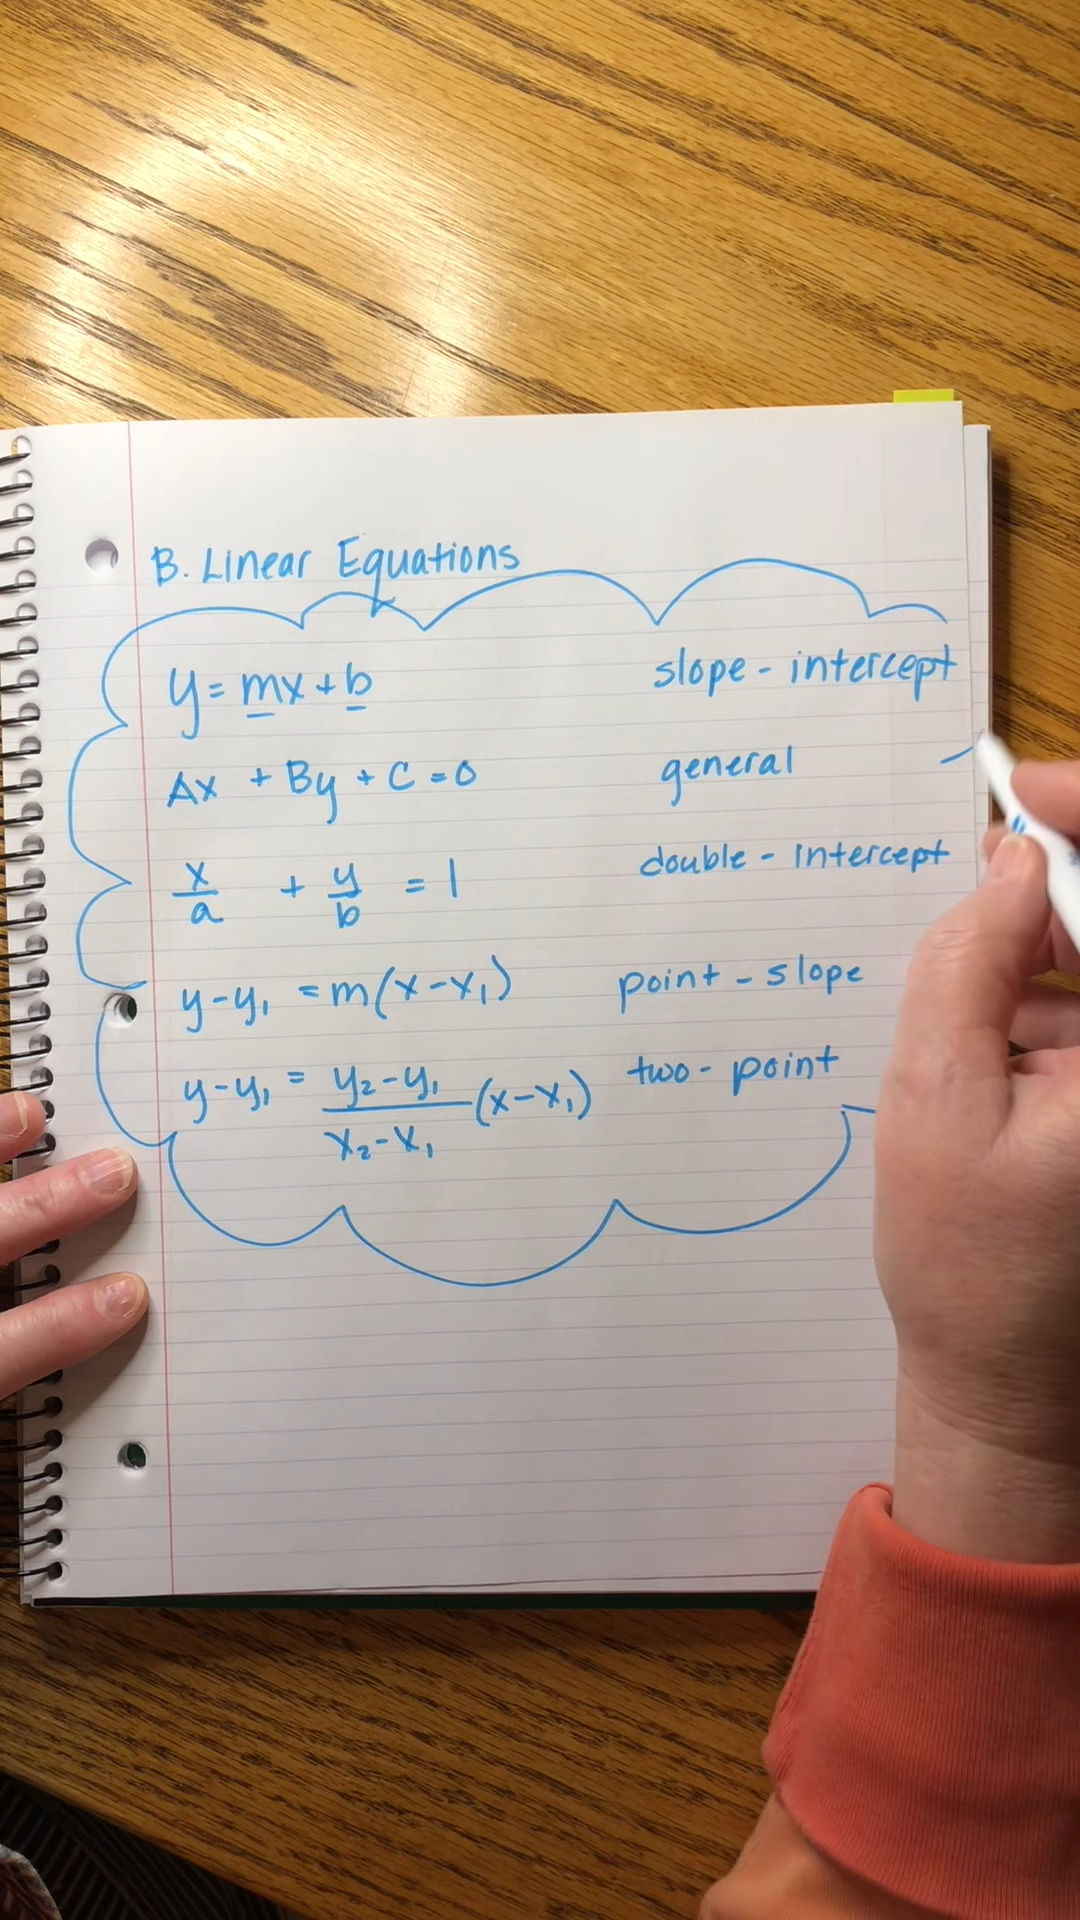 B. Linear Equations
y = mx + b slope - intercept
Ax + By + C = 0 general
x/a + y/b = 1 double - intercept
y - y₁ = m(x - x₁) point - slope
y - y₁ = (y₂ - y₁)/(x₂ - x₁) (x - x₁) two - point